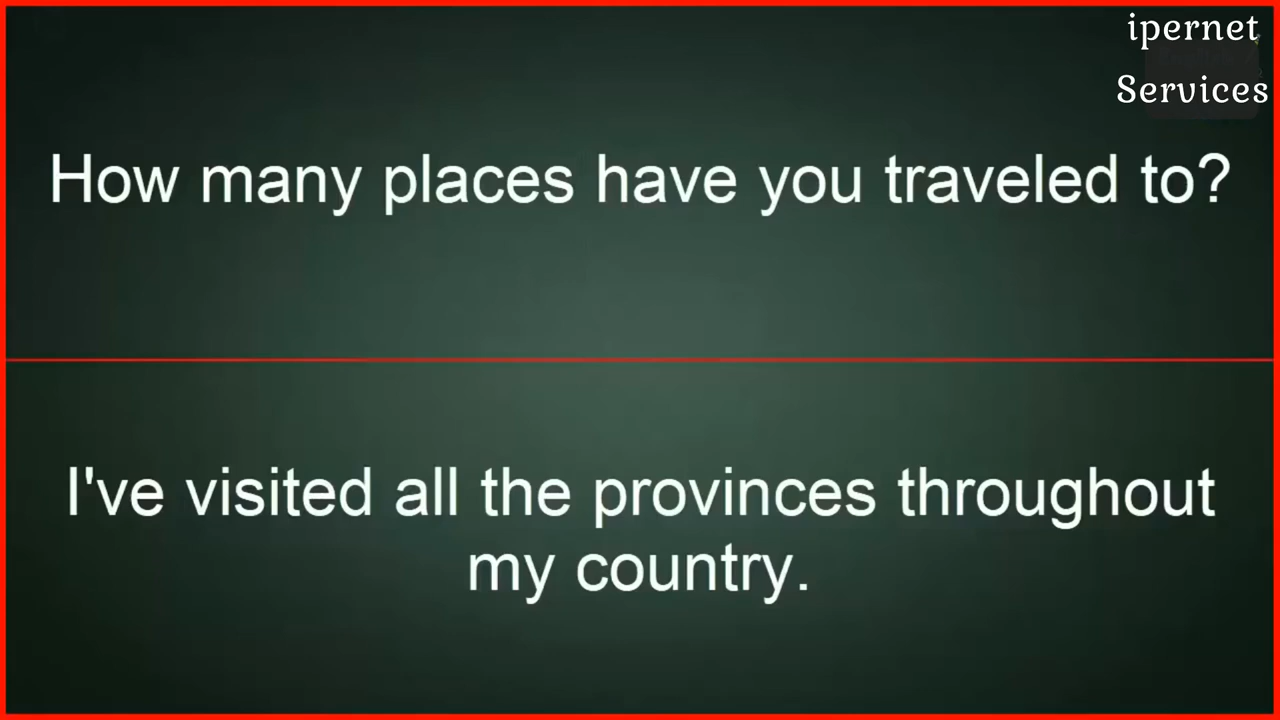 ipernet
Services
How many places have you traveled to?
I've visited all the provinces throughout
my country.